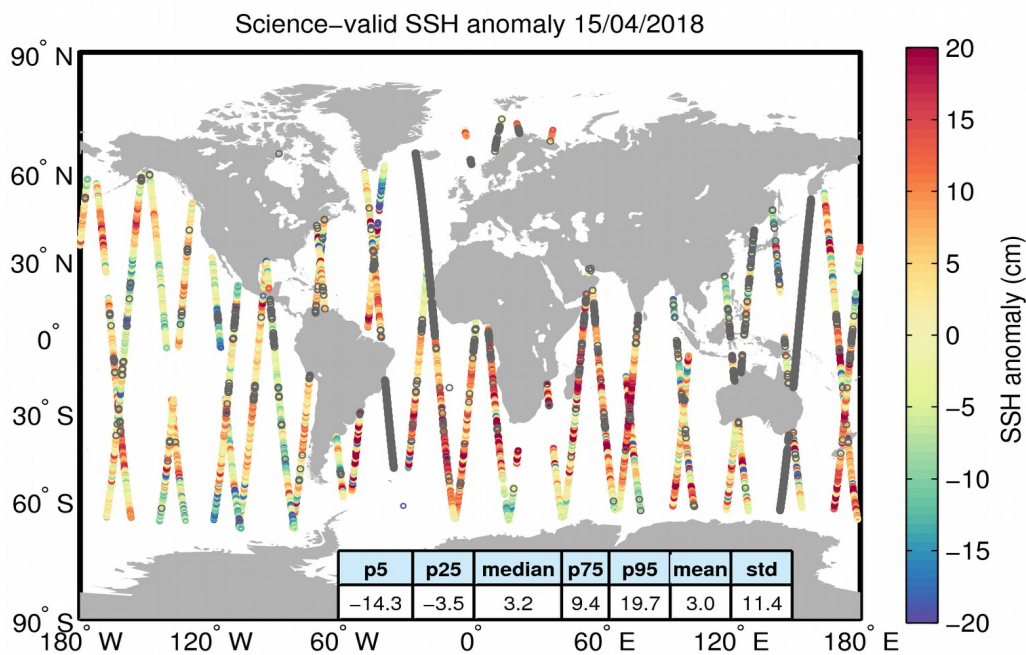 Science−valid SSH anomaly 15/04/2018
90° N
60° N
30° N
0°
30° S
60° S
90° S
180° W
120° W
60° W
0°
60° E
120° E
180° E
p5 p25 median p75 p95 mean std
−14.3 −3.5 3.2 9.4 19.7 3.0 11.4
20
15
10
5
0
−5
−10
−15
−20
SSH anomaly (cm)